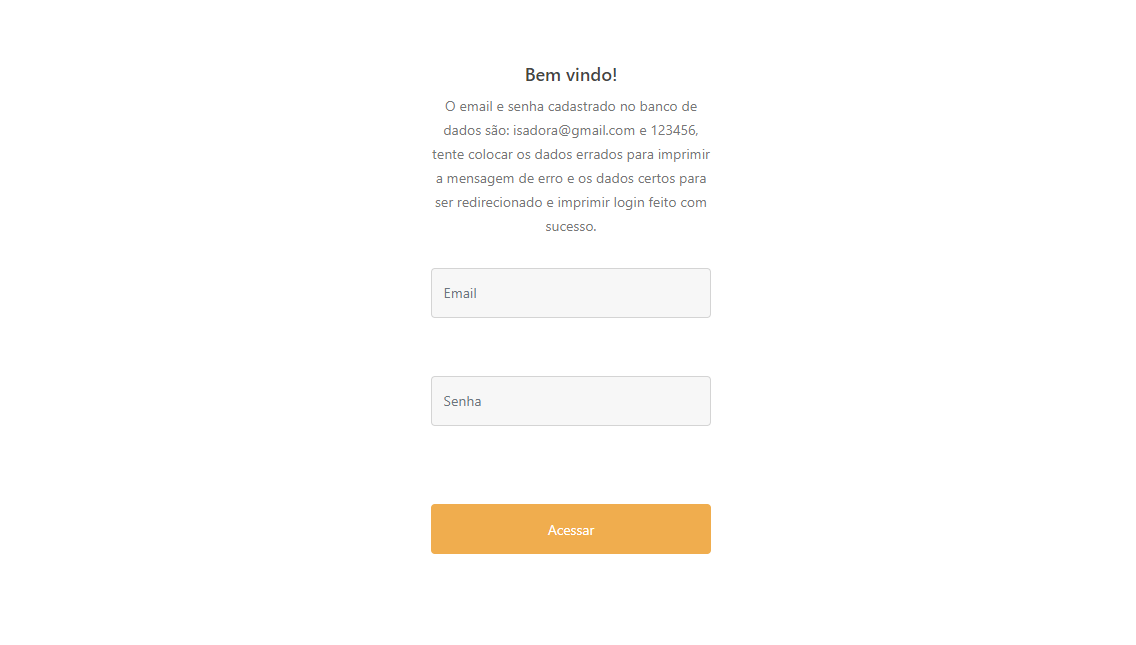 Bem vindo!
O email e senha cadastrado no banco de
dados são: isadora@gmail.com e 123456,
tente colocar os dados errados para imprimir
a mensagem de erro e os dados certos para
ser redirecionado e imprimir login feito com
sucesso.
Email
Senha
Acessar